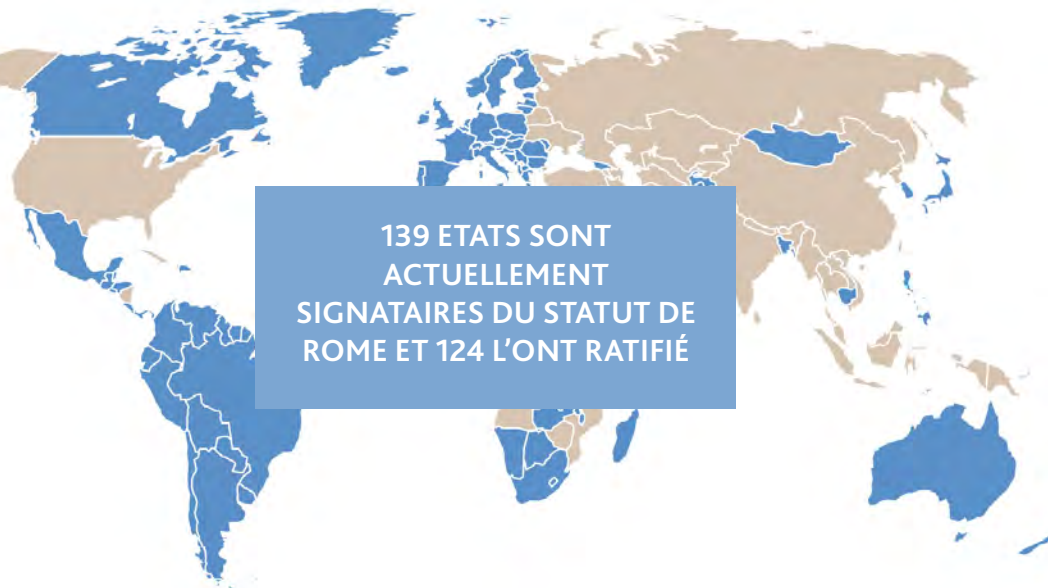 139 ETATS SONT
ACTUELLEMENT
SIGNATAIRES DU STATUT DE
ROME ET 124 L’ONT RATIFIÉ